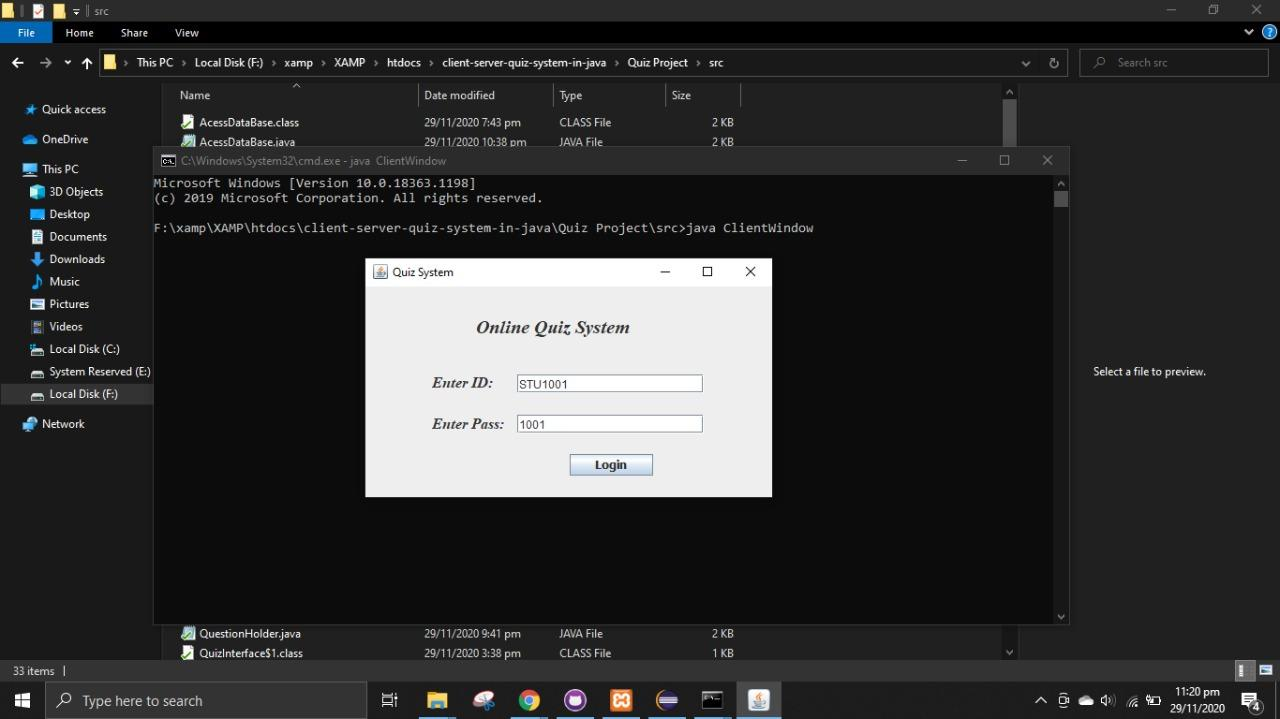 src
File Home Share View
This PC Local Disk (F:) xamp XAMP htdocs client-server-quiz-system-in-java Quiz Project src
Search src
Name Date modified Type Size
Quick access
OneDrive
This PC
3D Objects
Desktop
Documents
Downloads
Music
Pictures
Videos
Local Disk (C:)
System Reserved (E:)
Local Disk (F:)
Network
AcessDataBase.class 29/11/2020 7:43 pm CLASS File 2 KB
AcessDataBase.java 29/11/2020 10:38 pm JAVA File 2 KB
C:\Windows\System32\cmd.exe - java ClientWindow
Microsoft Windows [Version 10.0.18363.1198]
(c) 2019 Microsoft Corporation. All rights reserved.
F:\xamp\XAMP\htdocs\client-server-quiz-system-in-java\Quiz Project\src>java ClientWindow
Quiz System
Online Quiz System
Enter ID: STU1001
Enter Pass: 1001
Login
Select a file to preview.
QuestionHolder.java 29/11/2020 9:41 pm JAVA File 2 KB
QuizInterface$1.class 29/11/2020 3:38 pm CLASS File 1 KB
33 items
Type here to search
11:20 pm
29/11/2020
4